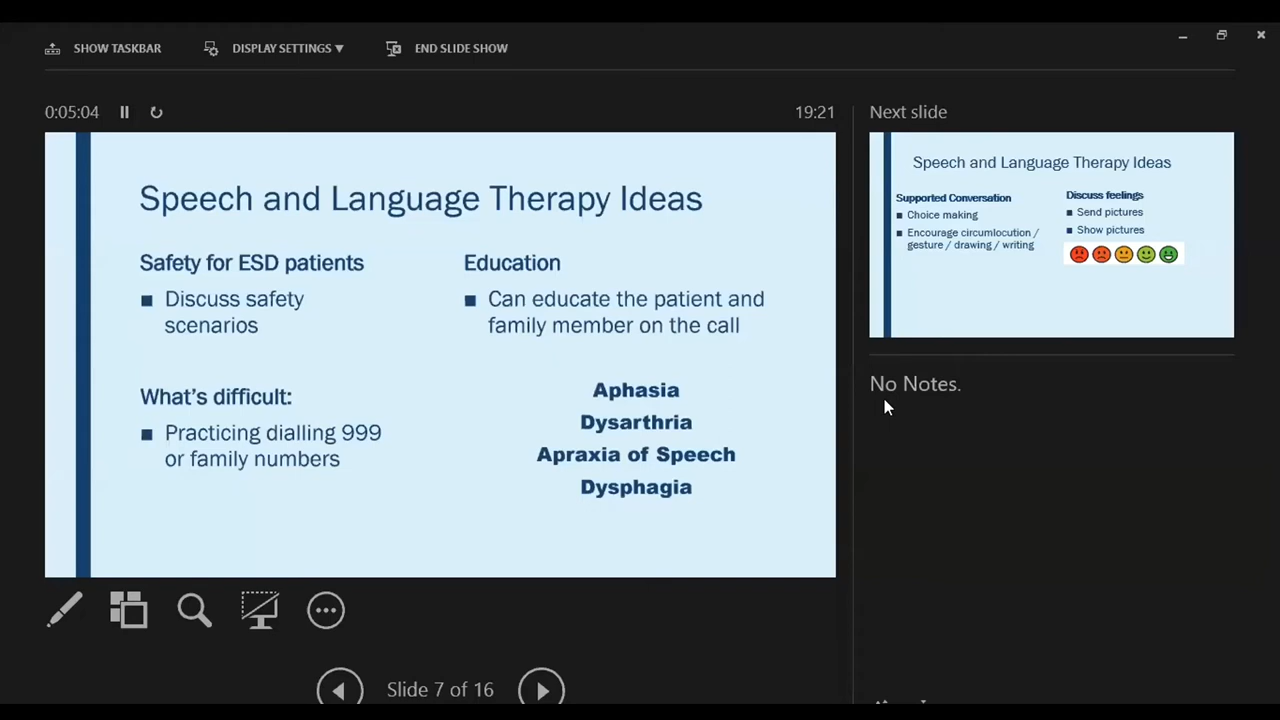 SHOW TASKBAR DISPLAY SETTINGS ▼ END SLIDE SHOW
0:05:04 19:21
Speech and Language Therapy Ideas
Safety for ESD patients
■ Discuss safety
scenarios
What's difficult:
■ Practicing dialling 999
or family numbers
Education
■ Can educate the patient and
family member on the call
Aphasia
Dysarthria
Apraxia of Speech
Dysphagia
Slide 7 of 16
Next slide
Speech and Language Therapy Ideas
Supported Conversation
■ Choice making
■ Encourage circumlocution /
gesture / drawing / writing
Discuss feelings
■ Send pictures
■ Show pictures
No Notes.